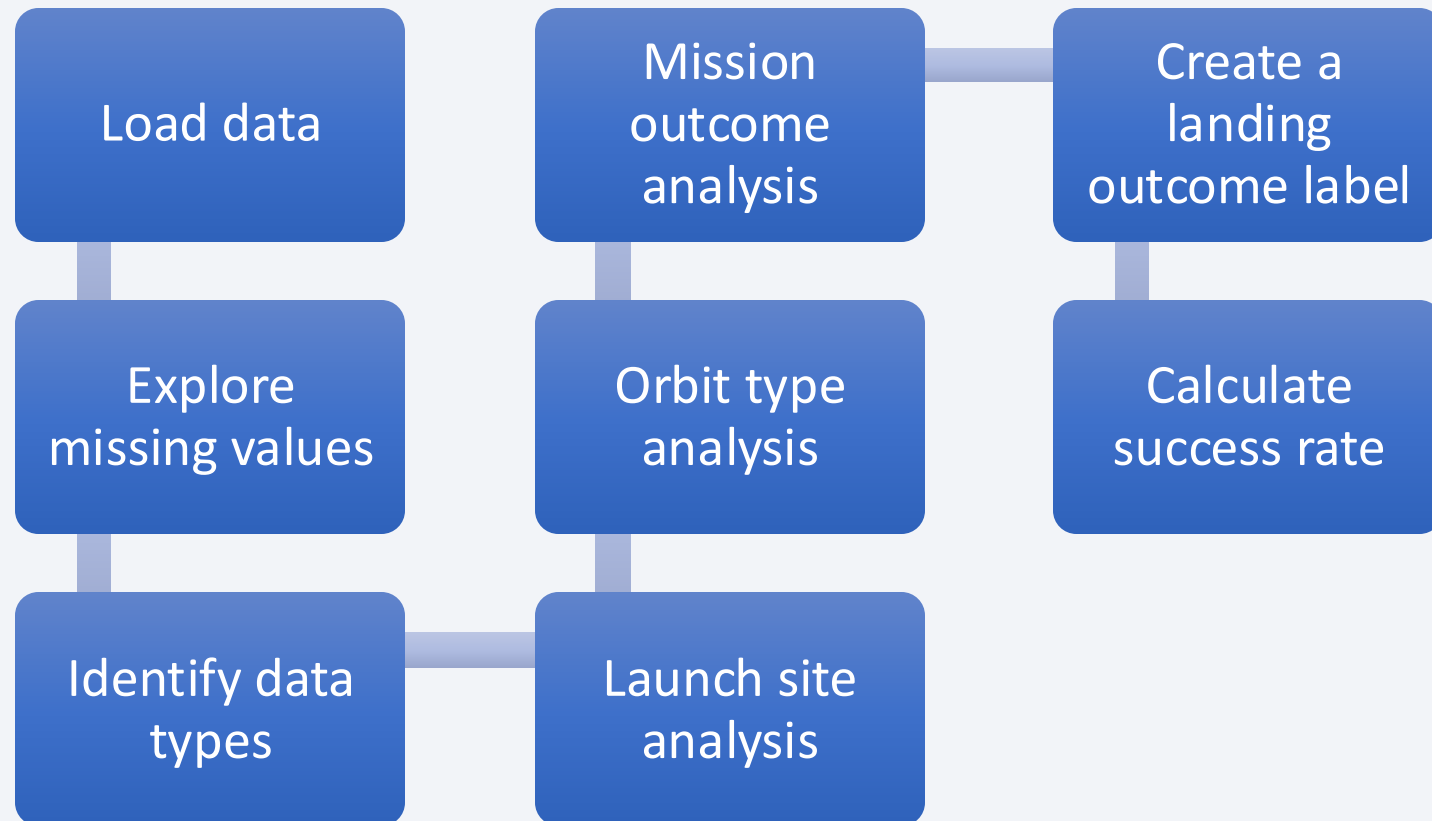 Load data
Explore
missing values
Identify data
types
Launch site
analysis
Orbit type
analysis
Mission
outcome
analysis
Create a
landing
outcome label
Calculate
success rate